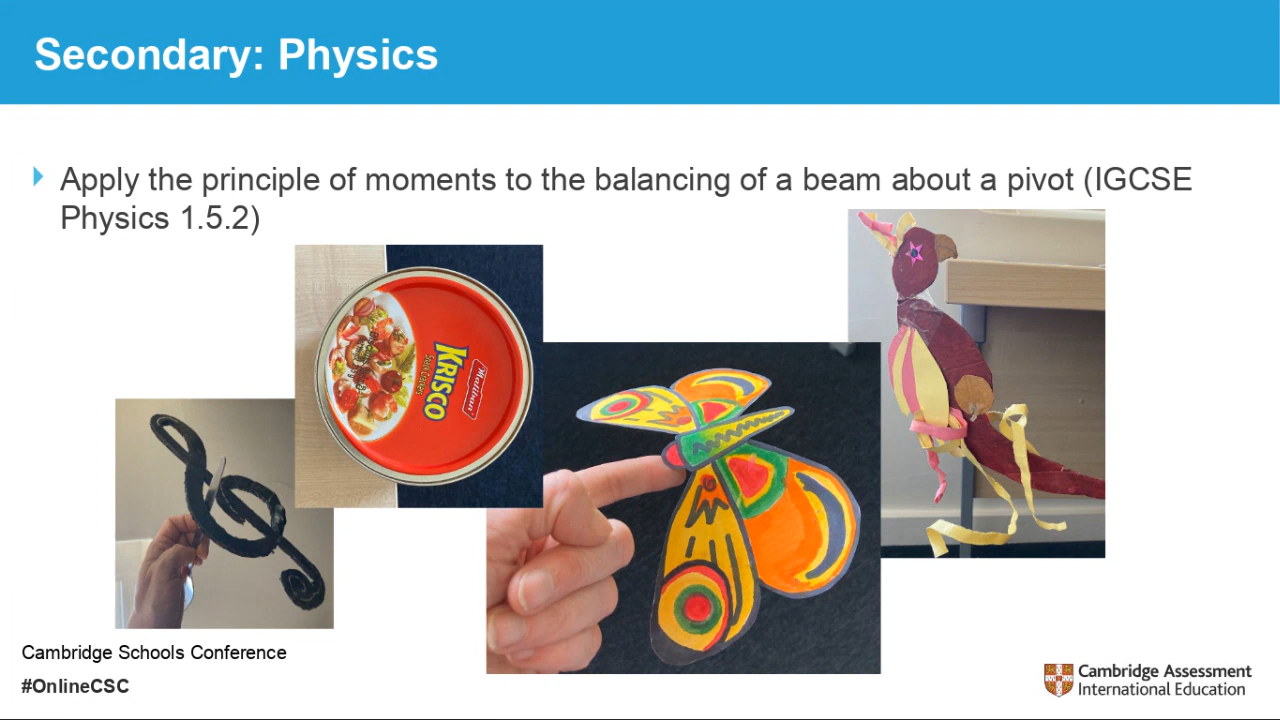 Secondary: Physics
Apply the principle of moments to the balancing of a beam about a pivot (IGCSE
Physics 1.5.2)
Maliban
KRISCO
Cambridge Schools Conference
#OnlineCSC
Cambridge Assessment
International Education